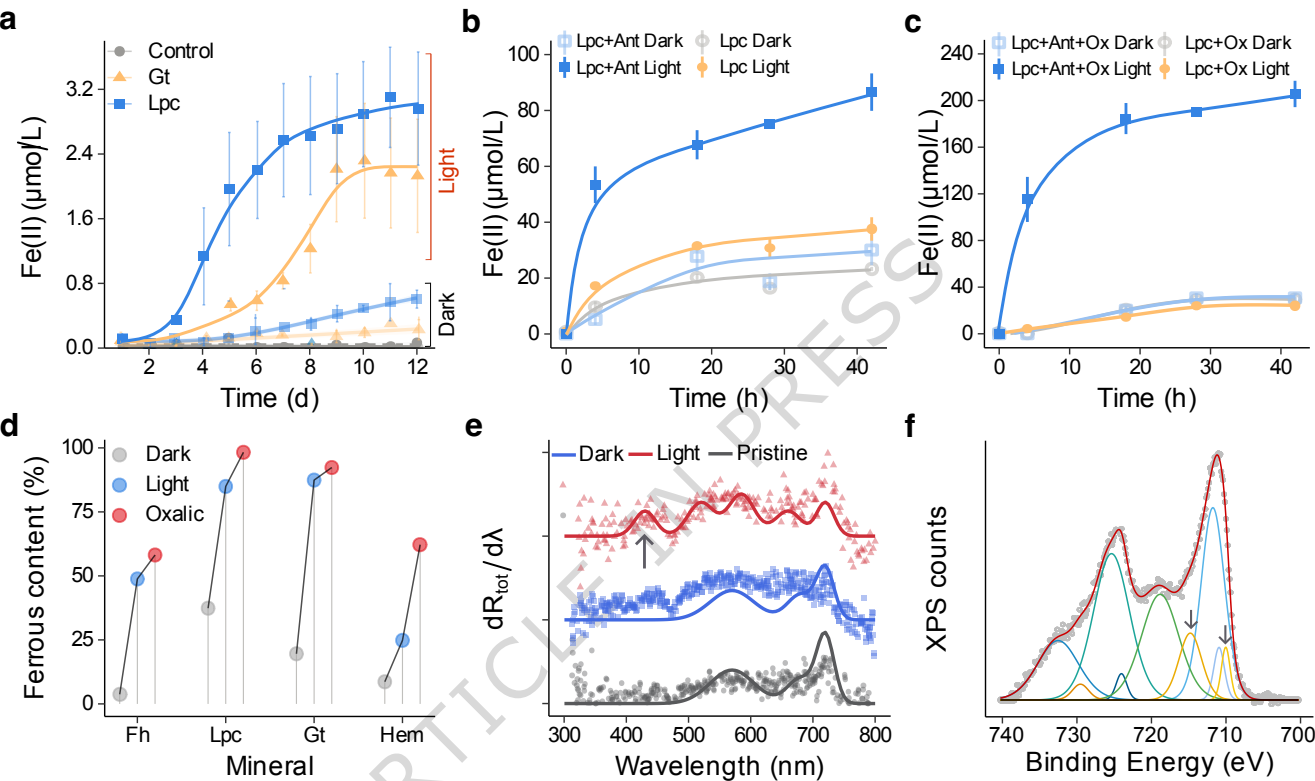 a
Control
Gt
Lpc
3.2
2.4
1.6
0.8
0.0
Fe(II) (μmol/L)
Light
Dark
2 4 6 8 10 12
Time (d)
b
Lpc+Ant Dark Lpc Dark
Lpc+Ant Light Lpc Light
100
80
60
40
20
0
Fe(II) (μmol/L)
0 10 20 30 40
Time (h)
c
Lpc+Ant+Ox Dark Lpc+Ox Dark
Lpc+Ant+Ox Light Lpc+Ox Light
240
200
160
120
80
40
0
Fe(II) (μmol/L)
0 10 20 30 40
Time (h)
d
Dark
Light
Oxalic
100
75
50
25
0
Ferrous content (%)
Fh Lpc Gt Hem
Mineral
e
Dark Light Pristine
dRtot/dλ
300 400 500 600 700 800
Wavelength (nm)
f
XPS counts
740 730 720 710 700
Binding Energy (eV)
ARTICLE IN PRESS